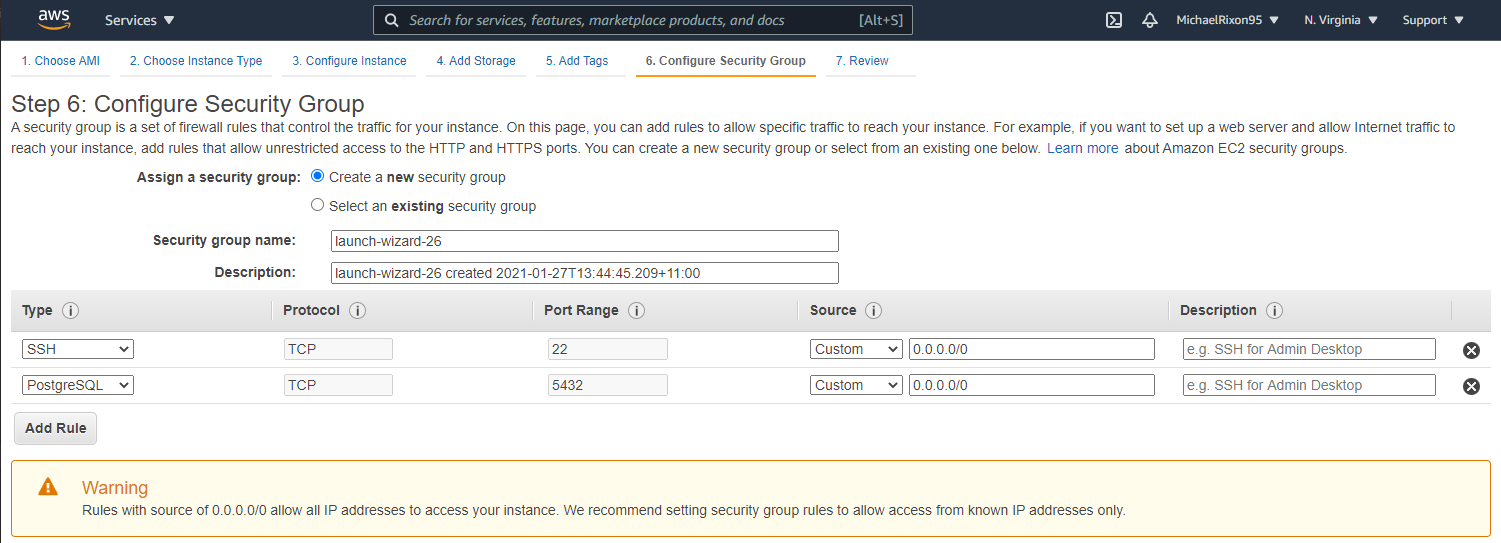 aws Services Search for services, features, marketplace products, and docs [Alt+S] MichaelRixon95 N. Virginia Support
1. Choose AMI 2. Choose Instance Type 3. Configure Instance 4. Add Storage 5. Add Tags 6. Configure Security Group 7. Review
Step 6: Configure Security Group
A security group is a set of firewall rules that control the traffic for your instance. On this page, you can add rules to allow specific traffic to reach your instance. For example, if you want to set up a web server and allow Internet traffic to
reach your instance, add rules that allow unrestricted access to the HTTP and HTTPS ports. You can create a new security group or select from an existing one below. Learn more about Amazon EC2 security groups.
Assign a security group: Create a new security group
Select an existing security group
Security group name: launch-wizard-26
Description: launch-wizard-26 created 2021-01-27T13:44:45.209+11:00
Type i Protocol i Port Range i Source i Description i
SSH TCP 22 Custom 0.0.0.0/0 e.g. SSH for Admin Desktop
PostgreSQL TCP 5432 Custom 0.0.0.0/0 e.g. SSH for Admin Desktop
Add Rule
Warning
Rules with source of 0.0.0.0/0 allow all IP addresses to access your instance. We recommend setting security group rules to allow access from known IP addresses only.